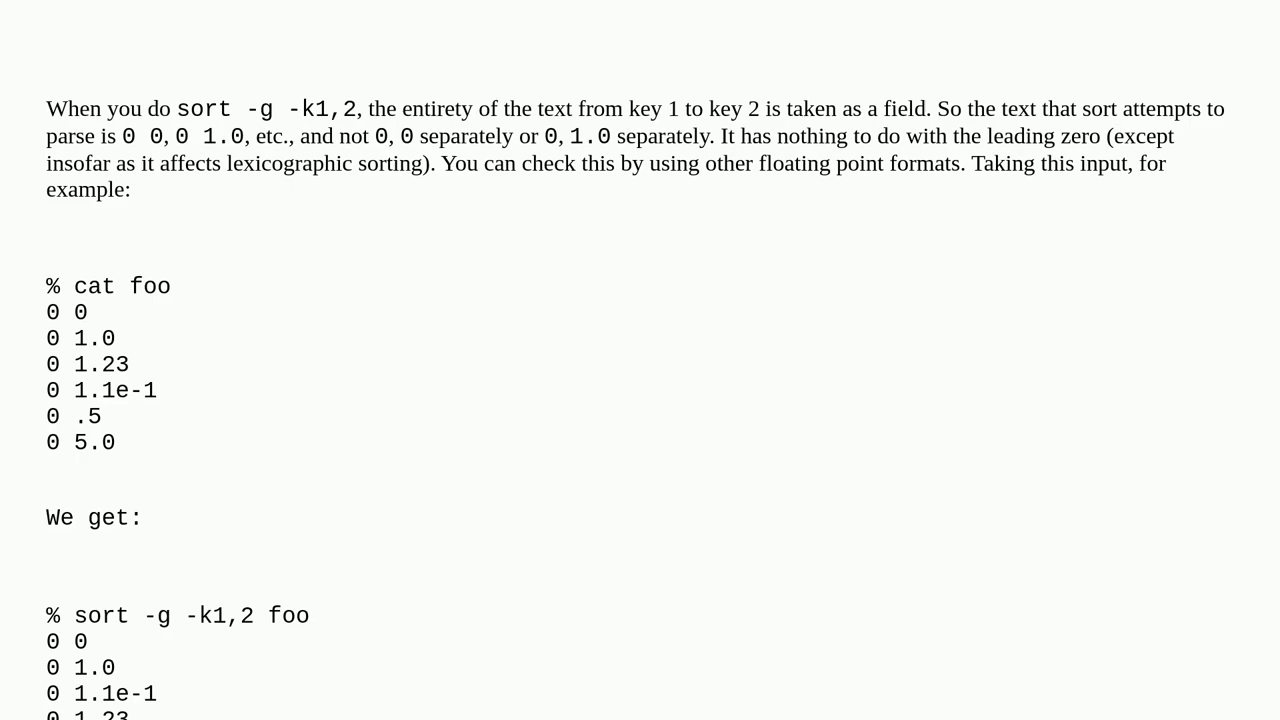 When you do sort -g -k1,2, the entirety of the text from key 1 to key 2 is taken as a field. So the text that sort attempts to
parse is 0 0, 0 1.0, etc., and not 0, 0 separately or 0, 1.0 separately. It has nothing to do with the leading zero (except
insofar as it affects lexicographic sorting). You can check this by using other floating point formats. Taking this input, for
example:
% cat foo
0 0
0 1.0
0 1.23
0 1.1e-1
0 .5
0 5.0
We get:
% sort -g -k1,2 foo
0 0
0 1.0
0 1.1e-1
0 1.23